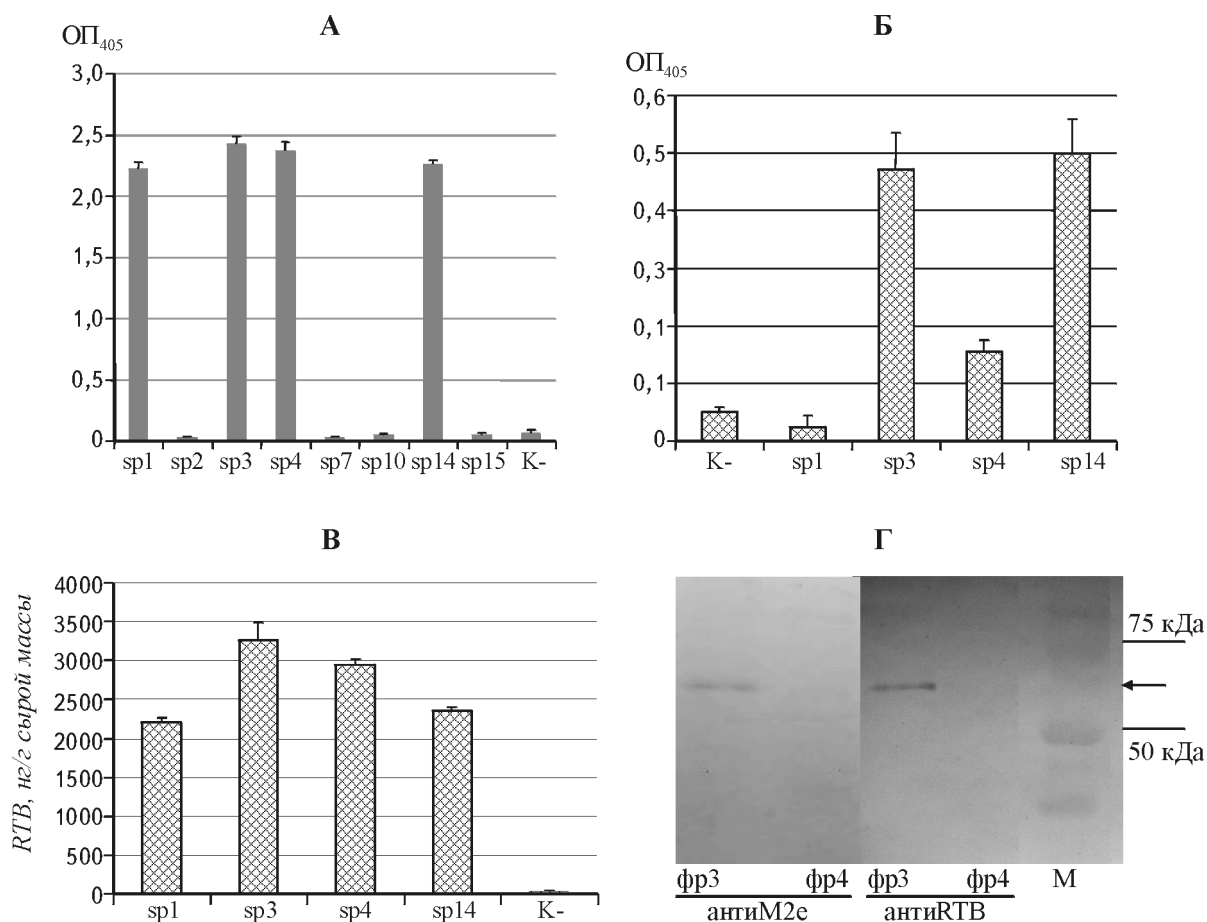 А
ОП405
3,0
2,5
2,0
1,5
1,0
0,5
0
sp1 sp2 sp3 sp4 sp7 sp10 sp14 sp15 K-
Б
ОП405
0,6
0,5
0,4
0,3
0,1
0,1
0
K- sp1 sp3 sp4 sp14
В
RTB, нг/г сырой массы
4000
3500
3000
2500
2000
1500
1000
500
0
sp1 sp3 sp4 sp14 K-
Г
75 кДа
50 кДа
фр3 фр4 фр3 фр4 М
антиМ2е антиRTB